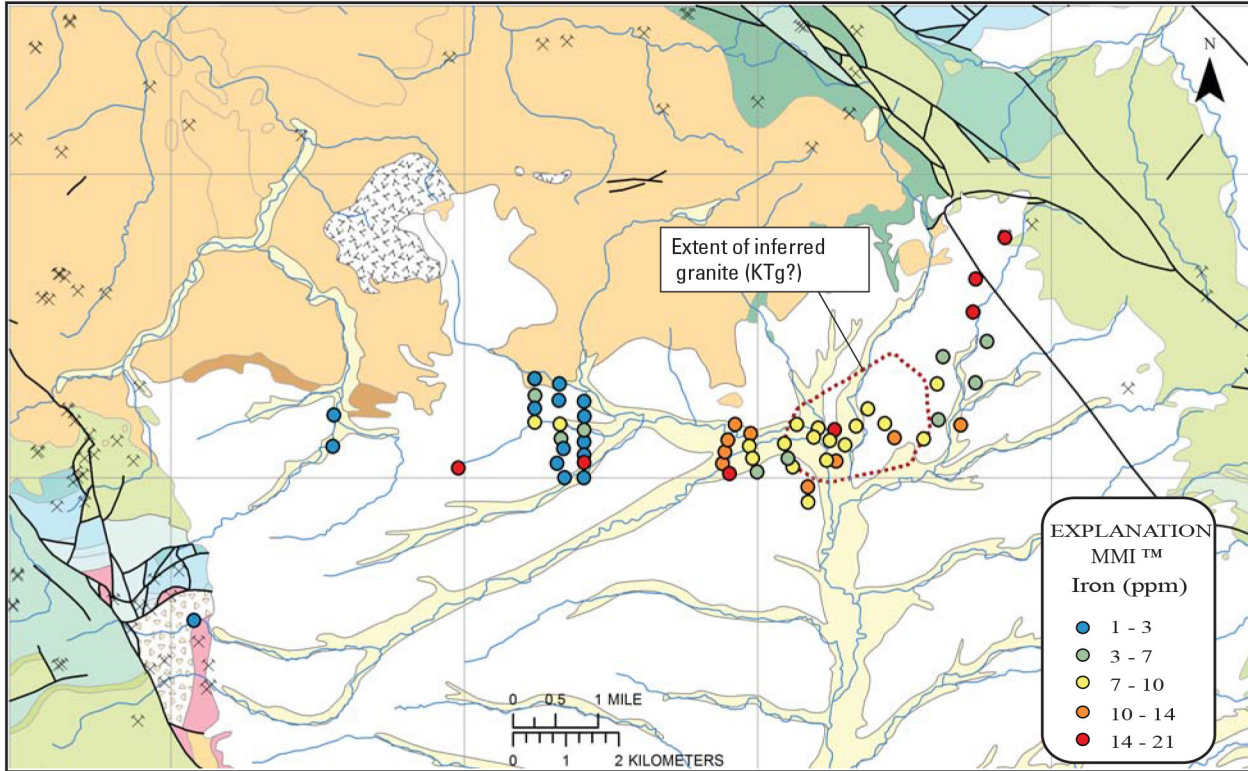 N
Extent of inferred
granite (KTg?)
EXPLANATION
MMI ™
Iron (ppm)
1 - 3
3 - 7
7 - 10
10 - 14
14 - 21
0 0.5 1 MILE
0 1 2 KILOMETERS